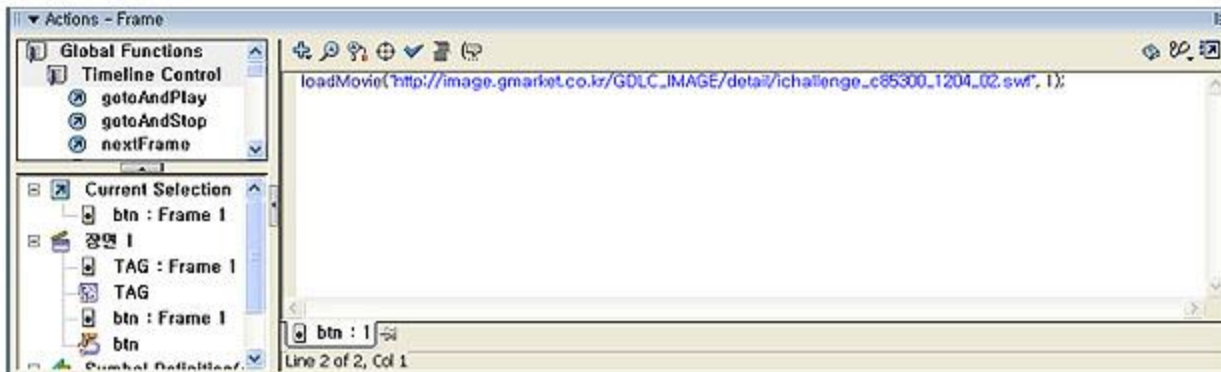 Actions - Frame
Global Functions
Timeline Control
gotoAndPlay
gotoAndStop
nextFrame
loadMovie("http://image.gmarket.co.kr/GDLC_IMAGE/detail/ichallenge_c85300_1204_02.swf", 1);
Current Selection
btn : Frame 1
장면 1
TAG : Frame 1
TAG
btn : Frame 1
btn
Symbol Definition(
btn : 1
Line 2 of 2, Col 1